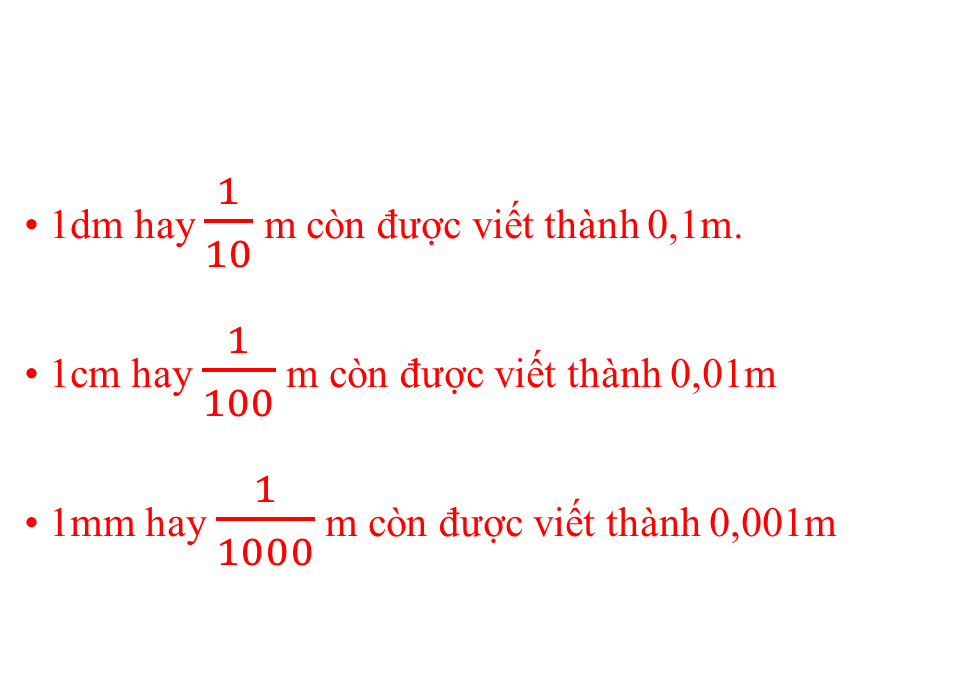 • 1dm hay 1/10 m còn được viết thành 0,1m.
• 1cm hay 1/100 m còn được viết thành 0,01m
• 1mm hay 1/1000 m còn được viết thành 0,001m